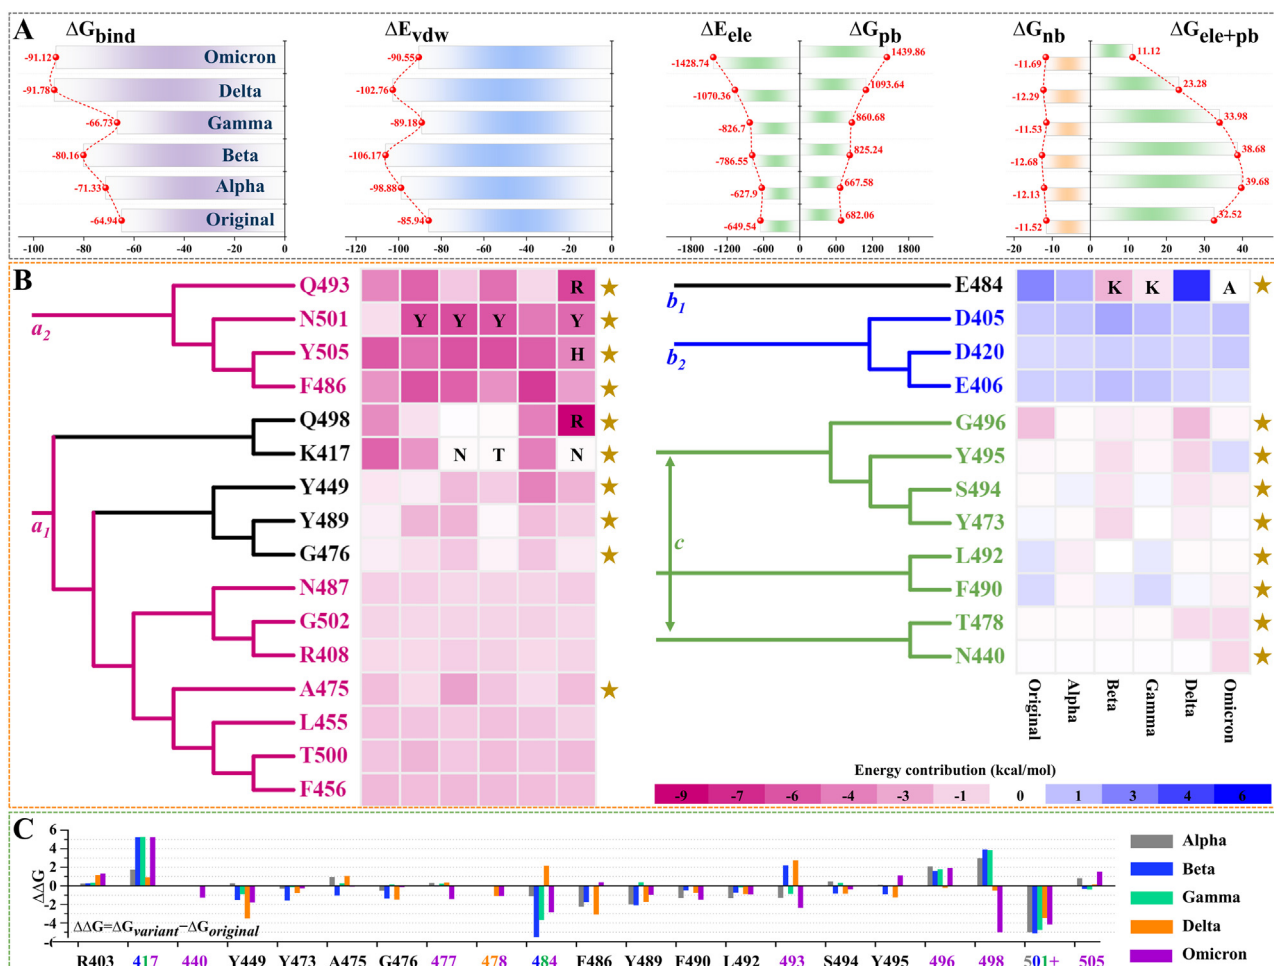 A
ΔGbind
ΔEvdw
ΔEele
ΔGpb
ΔGnb
ΔGele+pb
-91.12 Omicron
-91.78 Delta
-66.73 Gamma
-80.16 Beta
-71.33 Alpha
-64.94 Original
-100 -80 -60 -40 -20 0
-90.55
-102.76
-89.18
-106.17
-98.88
-85.94
-120 -100 -80 -60 -40 -20 0
-1428.74 1439.86
-1070.36 1093.64
-826.7 860.68
-786.55 825.24
-627.9 667.58
-649.54 682.06
-1800 -1200 -600 0 600 1200 1800
-11.69 11.12
-12.29 23.28
-11.53 33.98
-12.68 38.68
-12.13 39.68
-11.52 32.52
-20 -10 0 10 20 30 40
B
a2
Q493 R
N501 Y Y Y Y
Y505 H
F486
a1
Q498 R
K417 N T N
Y449
Y489
G476
N487
G502
R408
A475
L455
T500
F456
b1
E484 K K A
b2
D405
D420
E406
c
G496
Y495
S494
Y473
L492
F490
T478
N440
Original Alpha Beta Gamma Delta Omicron
Energy contribution (kcal/mol)
-9 -7 -6 -4 -3 -1 0 1 3 4 6
C
ΔΔG
6
4
2
0
-2
-4
-6
ΔΔG=ΔGvariant−ΔGoriginal
R403 417 440 Y449 Y473 A475 G476 477 478 484 F486 Y489 F490 L492 493 S494 Y495 496 498 501+ 505
Alpha
Beta
Gamma
Delta
Omicron